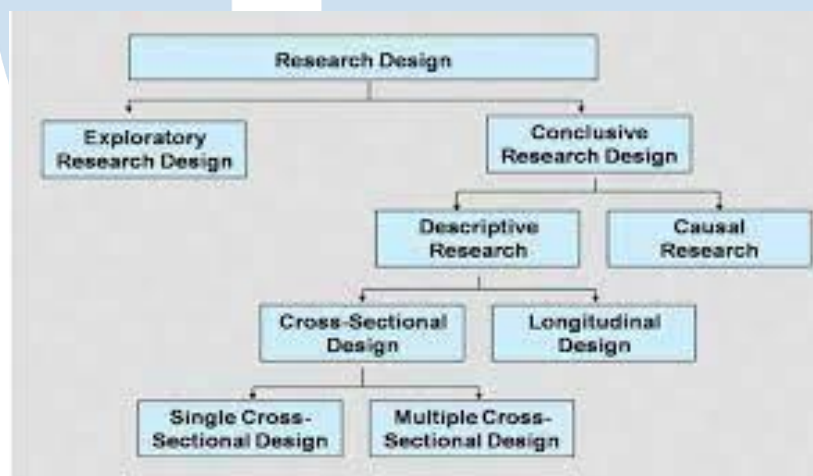 Research Design
Exploratory
Research Design
Conclusive
Research Design
Descriptive
Research
Causal
Research
Cross-Sectional
Design
Longitudinal
Design
Single Cross-
Sectional Design
Multiple Cross-
Sectional Design